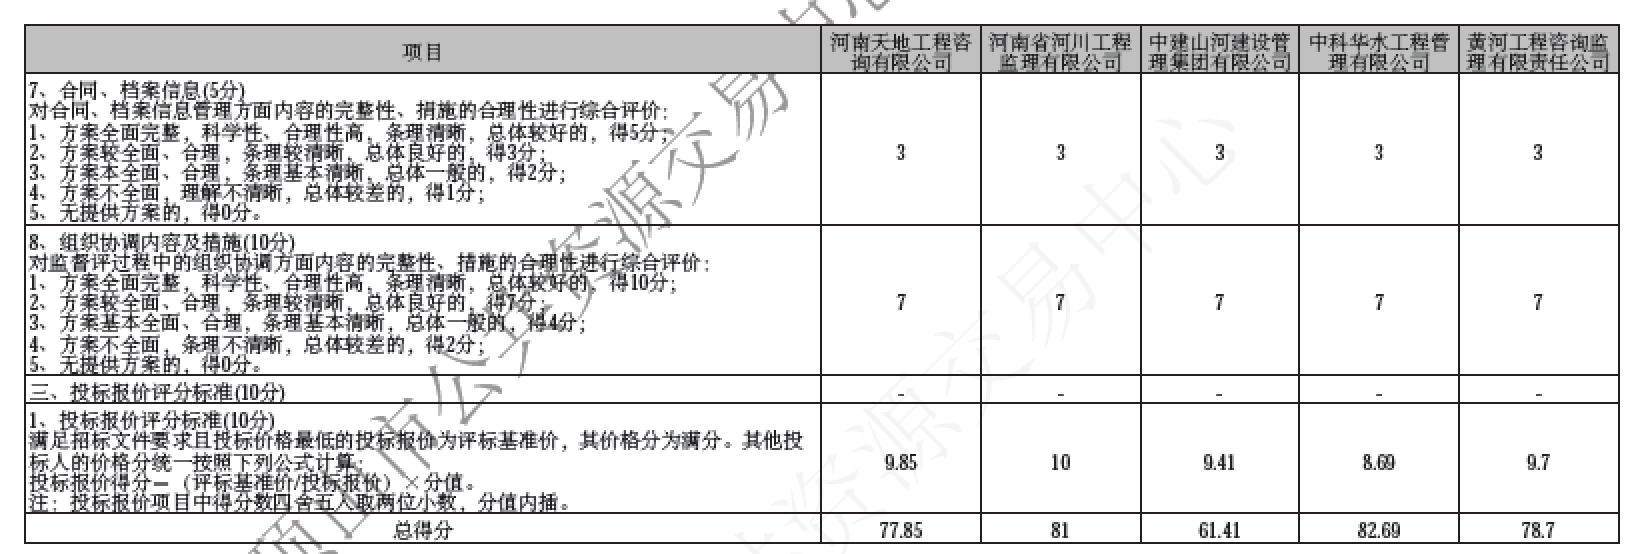 项目
河南天地工程咨
询有限公司
河南省河川工程
监理有限公司
中建山河建设管
理集团有限公司
中科华水工程管
理有限公司
黄河工程咨询监
理有限责任公司
7、合同、档案信息(5分)
对合同、档案信息管理方面内容的完整性、措施的合理性进行综合评价：
1、方案全面完整，科学性、合理性高，条理清晰，总体较好的，得5分；
2、方案较全面、合理，条理较清晰，总体良好的，得3分；
3、方案本全面、合理，条理基本清晰，总体一般的，得2分；
4、方案不全面，理解不清晰，总体较差的，得1分；
5、无提供方案的，得0分。
3 3 3 3 3
8、组织协调内容及措施(10分)
对监督评过程中的组织协调方面内容的完整性、措施的合理性进行综合评价：
1、方案全面完整，科学性、合理性高，条理清晰，总体较好的，得10分；
2、方案较全面、合理，条理较清晰，总体良好的，得7分；
3、方案基本全面、合理，条理基本清晰，总体一般的，得4分；
4、方案不全面，条理不清晰，总体较差的，得2分；
5、无提供方案的，得0分。
7 7 7 7 7
三、投标报价评分标准(10分)
- - - - -
1、投标报价评分标准(10分)
满足招标文件要求且投标价格最低的投标报价为评标基准价，其价格分为满分。其他投
标人的价格分统一按照下列公式计算：
投标报价得分＝（评标基准价/投标报价）×分值。
注：投标报价项目中得分数四舍五入取两位小数，分值内插。
9.85 10 9.41 8.69 9.7
总得分 77.85 81 61.41 82.69 78.7
顶山市公共资源交易中心
资源交易中心